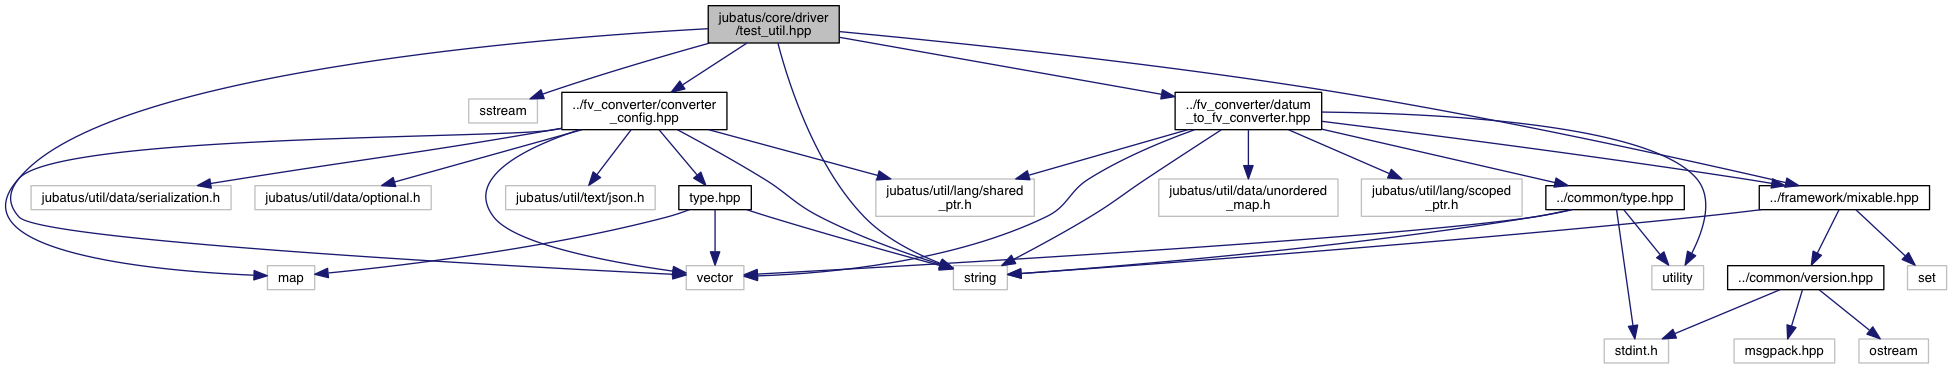 jubatus/core/driver
/test_util.hpp
sstream
../fv_converter/converter
_config.hpp
../fv_converter/datum
_to_fv_converter.hpp
jubatus/util/data/serialization.h
jubatus/util/data/optional.h
jubatus/util/text/json.h
type.hpp
jubatus/util/lang/shared
_ptr.h
jubatus/util/data/unordered
_map.h
jubatus/util/lang/scoped
_ptr.h
../common/type.hpp
../framework/mixable.hpp
map
vector
string
utility
../common/version.hpp
set
stdint.h
msgpack.hpp
ostream